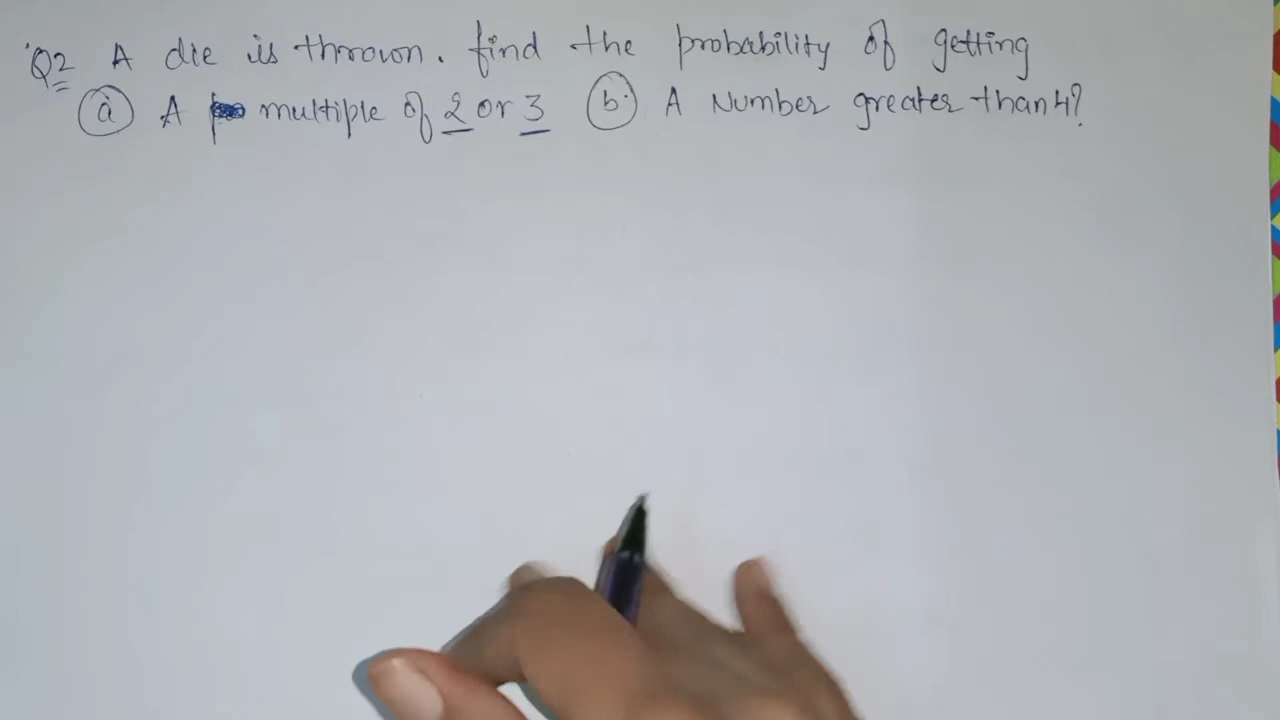 Q2 A die is thrown. find the probability of getting
(a) A multiple of 2 or 3 (b) A Number greater than 4?